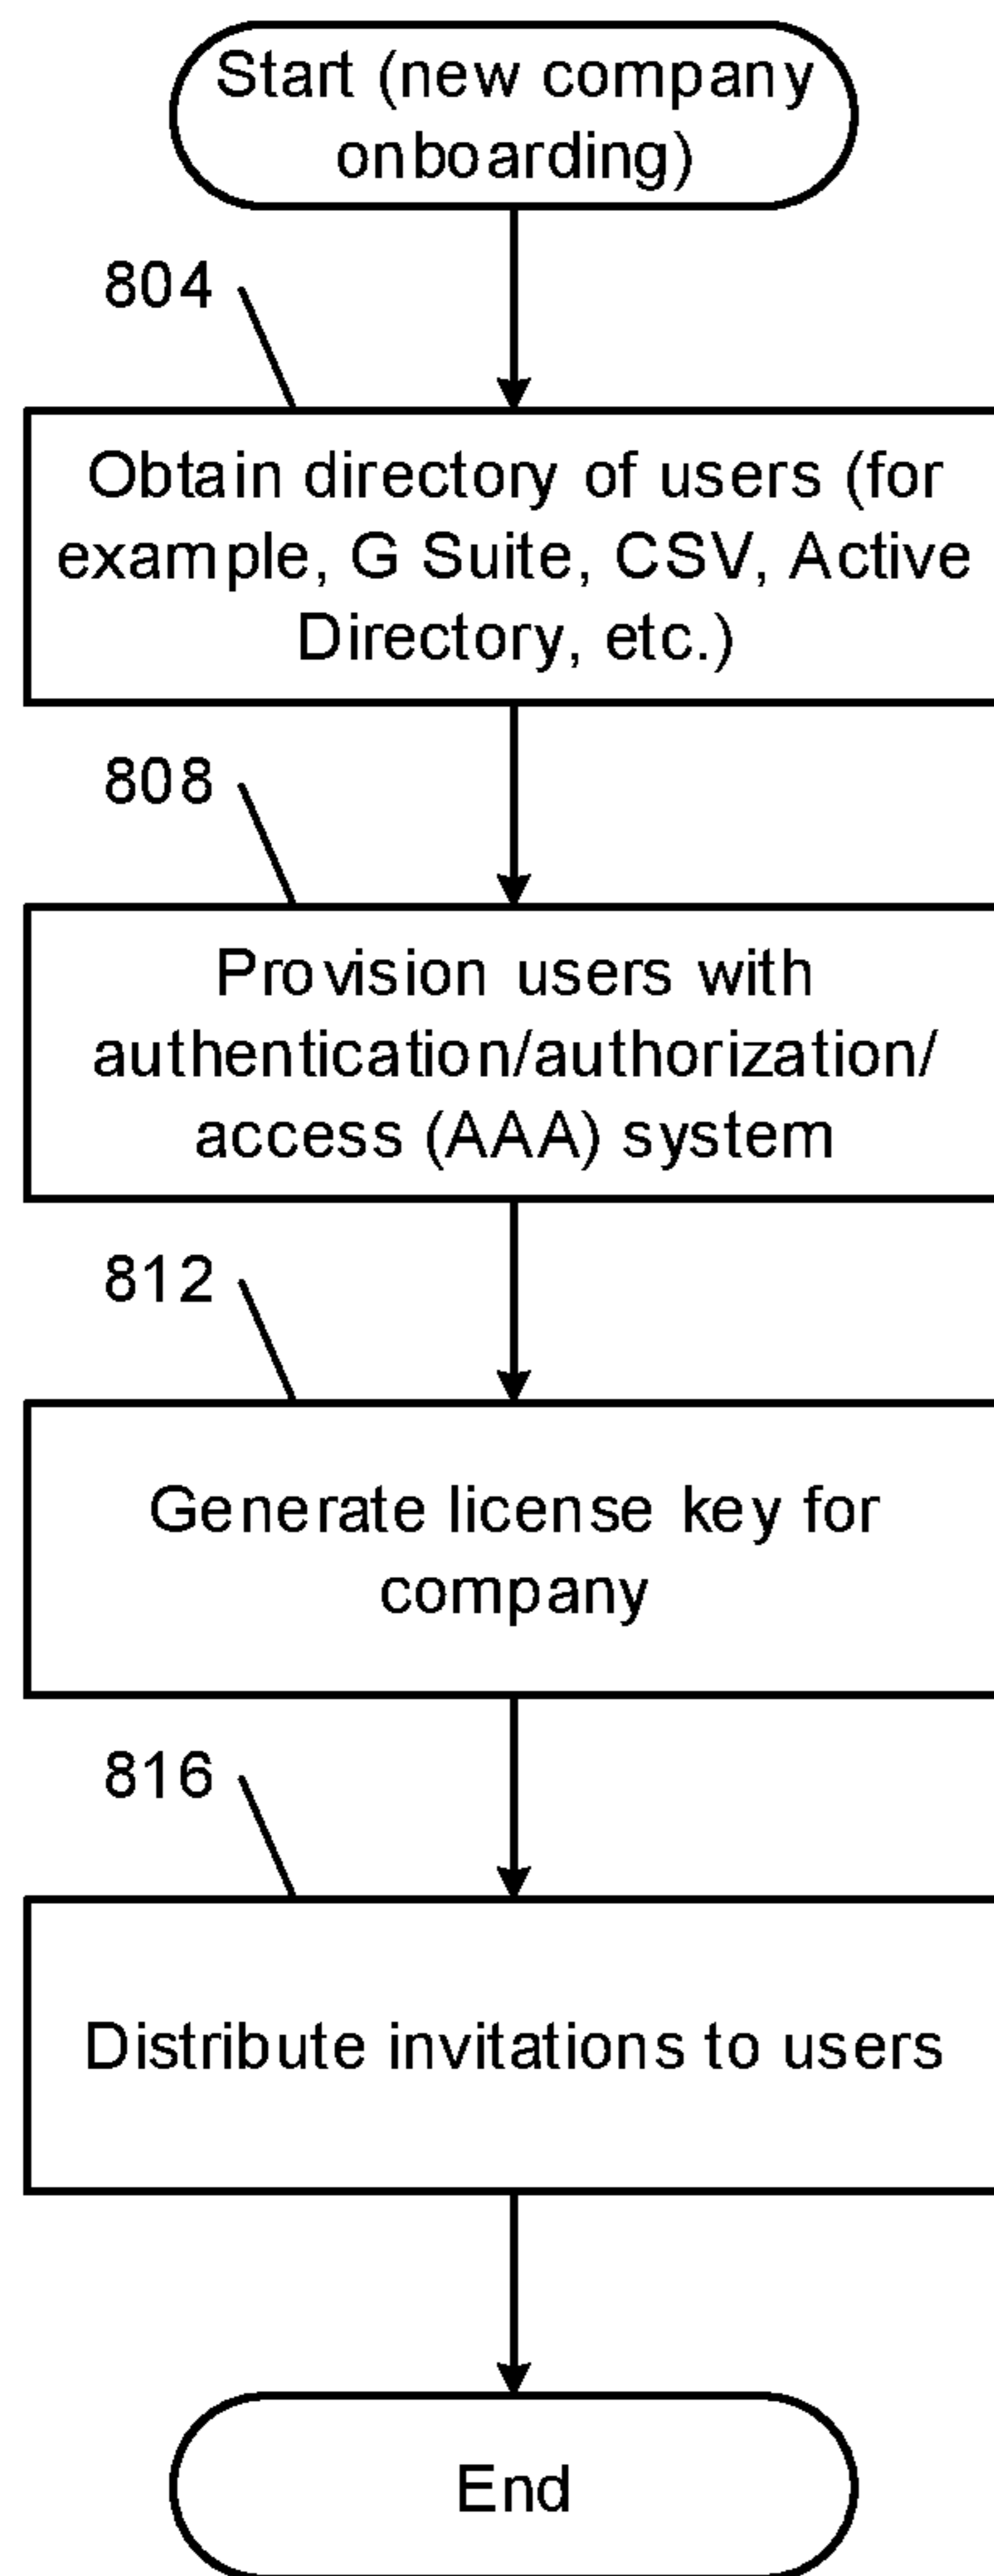 Start (new company
onboarding)
804
Obtain directory of users (for
example, G Suite, CSV, Active
Directory, etc.)
808
Provision users with
authentication/authorization/
access (AAA) system
812
Generate license key for
company
816
Distribute invitations to users
End